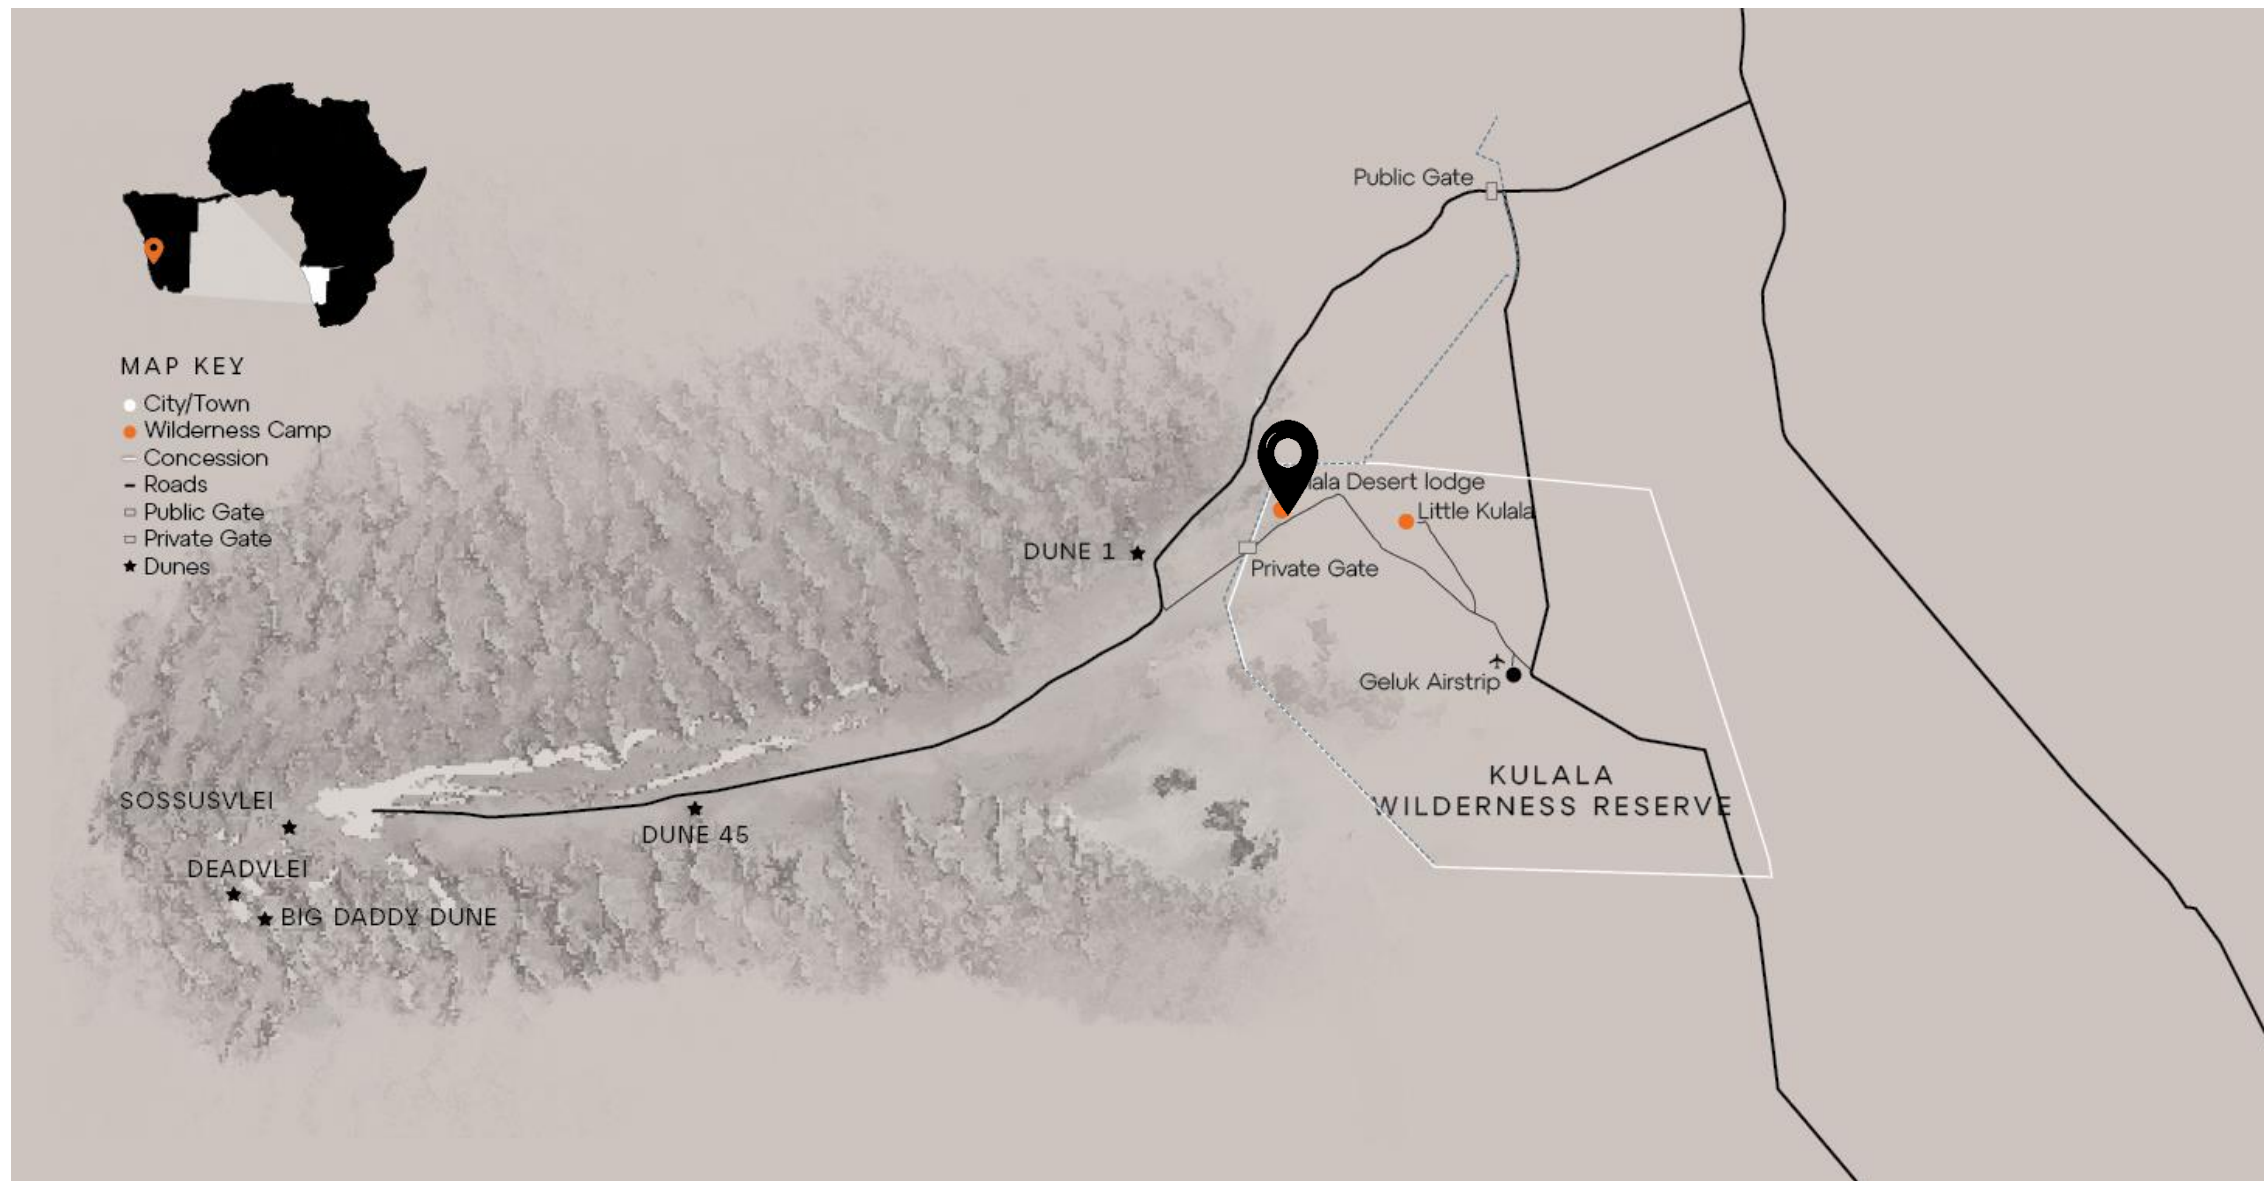 MAP KEY
City/Town
Wilderness Camp
Concession
Roads
Public Gate
Private Gate
Dunes
Public Gate
Desert lodge
Little Kulala
DUNE 1
Private Gate
Geluk Airstrip
KULALA
WILDERNESS RESERVE
SOSSUSVLEI
DUNE 45
DEADVLEI
BIG DADDY DUNE